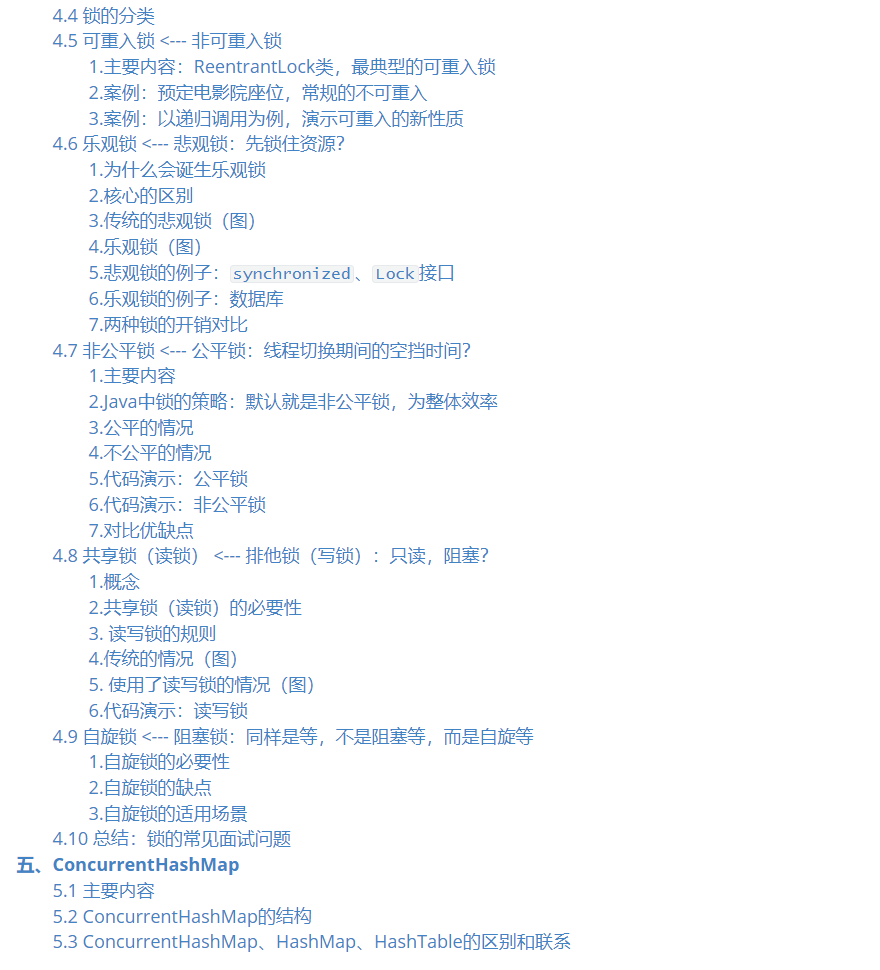 4.4 锁的分类
4.5 可重入锁 <--- 非可重入锁
1.主要内容：ReentrantLock类，最典型的可重入锁
2.案例：预定电影院座位，常规的不可重入
3.案例：以递归调用为例，演示可重入的新性质
4.6 乐观锁 <--- 悲观锁：先锁住资源？
1.为什么会诞生乐观锁
2.核心的区别
3.传统的悲观锁（图）
4.乐观锁（图）
5.悲观锁的例子：synchronized、Lock接口
6.乐观锁的例子：数据库
7.两种锁的开销对比
4.7 非公平锁 <--- 公平锁：线程切换期间的空挡时间？
1.主要内容
2.Java中锁的策略：默认就是非公平锁，为整体效率
3.公平的情况
4.不公平的情况
5.代码演示：公平锁
6.代码演示：非公平锁
7.对比优缺点
4.8 共享锁（读锁） <--- 排他锁（写锁）：只读，阻塞？
1.概念
2.共享锁（读锁）的必要性
3. 读写锁的规则
4.传统的情况（图）
5. 使用了读写锁的情况（图）
6.代码演示：读写锁
4.9 自旋锁 <--- 阻塞锁：同样是等，不是阻塞等，而是自旋等
1.自旋锁的必要性
2.自旋锁的缺点
3.自旋锁的适用场景
4.10 总结：锁的常见面试问题
五、ConcurrentHashMap
5.1 主要内容
5.2 ConcurrentHashMap的结构
5.3 ConcurrentHashMap、HashMap、HashTable的区别和联系